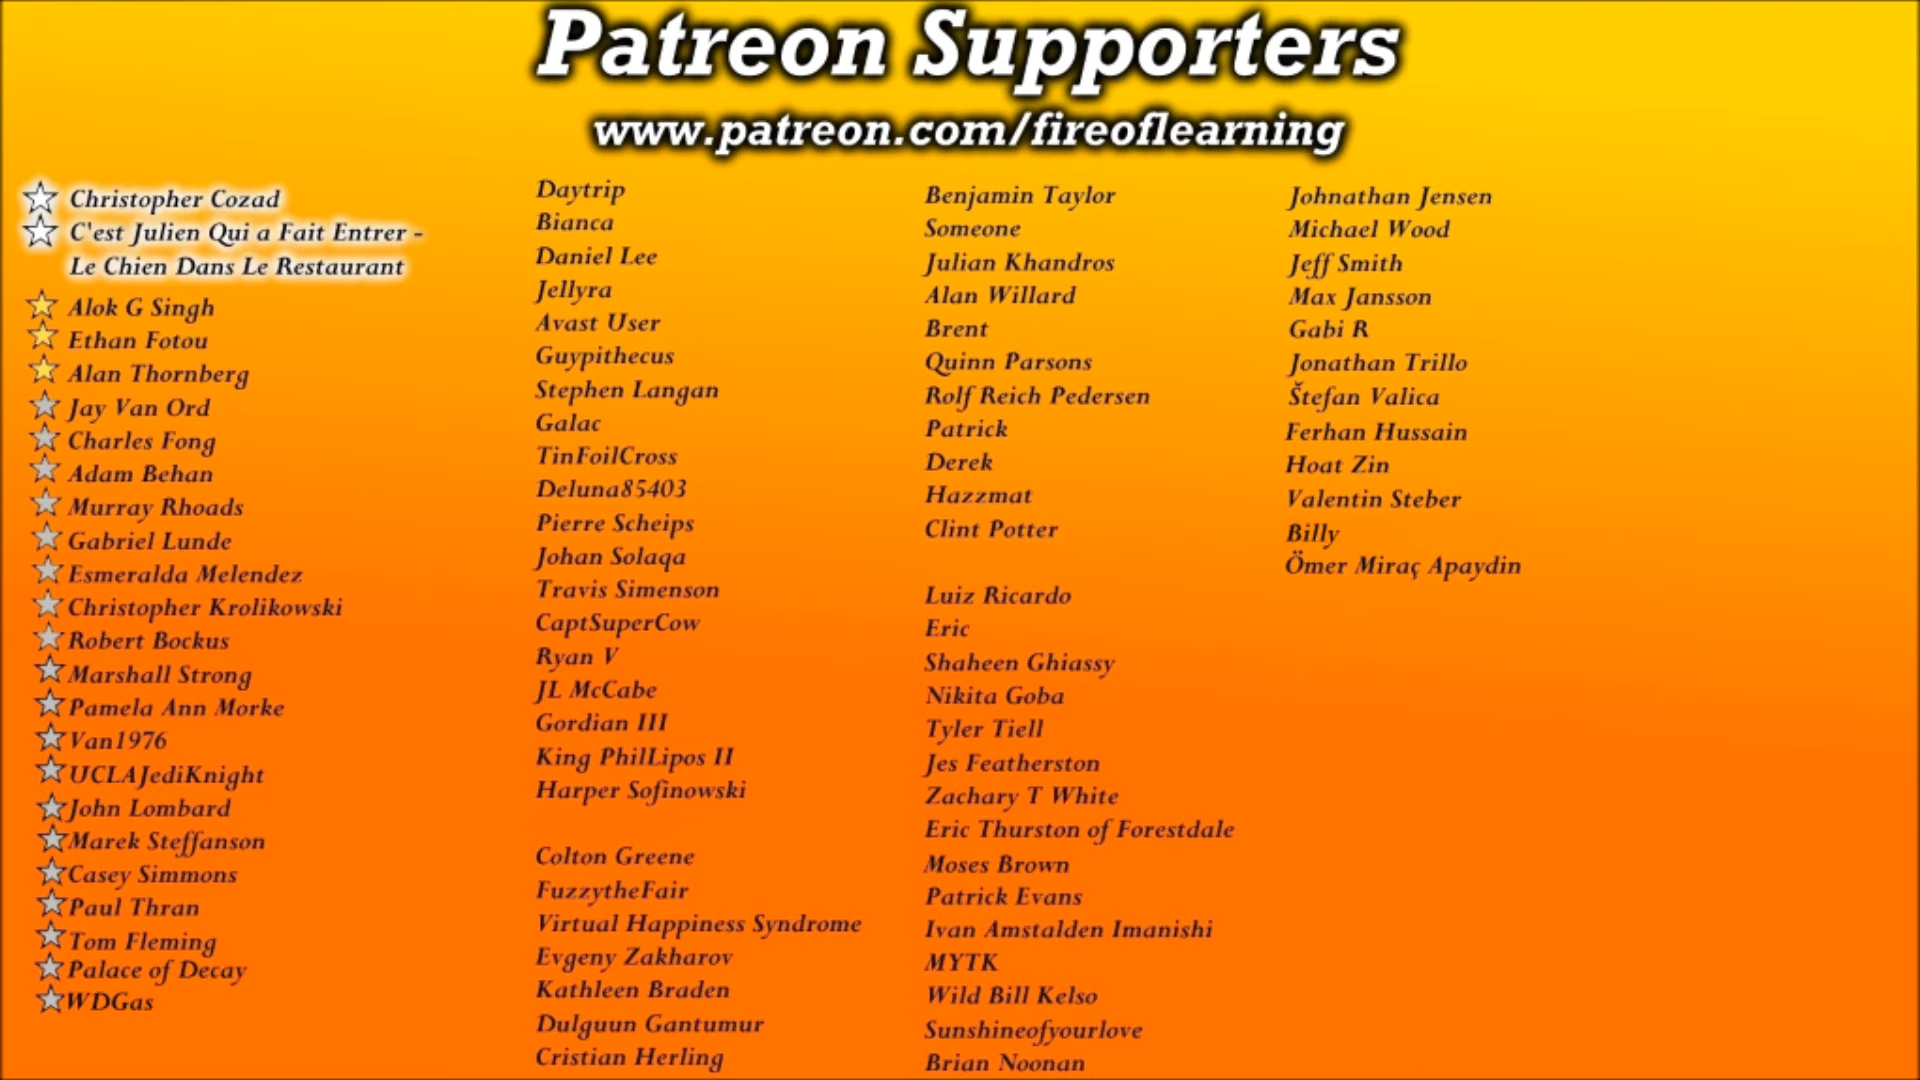 Patreon Supporters
www.patreon.com/fireoflearning
Christopher Cozad
C'est Julien Qui a Fait Entrer -
Le Chien Dans Le Restaurant
Alok G Singh
Ethan Fotou
Alan Thornberg
Jay Van Ord
Charles Fong
Adam Behan
Murray Rhoads
Gabriel Lunde
Esmeralda Melendez
Christopher Krolikowski
Robert Bockus
Marshall Strong
Pamela Ann Morke
Van1976
UCLAJediKnight
John Lombard
Marek Steffanson
Casey Simmons
Paul Thran
Tom Fleming
Palace of Decay
WDGas
Daytrip
Bianca
Daniel Lee
Jellyra
Avast User
Guypithecus
Stephen Langan
Galac
TinFoilCross
Deluna85403
Pierre Scheips
Johan Solaqa
Travis Simenson
CaptSuperCow
Ryan V
JL McCabe
Gordian III
King PhilLipos II
Harper Sofinowski
Colton Greene
FuzzytheFair
Virtual Happiness Syndrome
Evgeny Zakharov
Kathleen Braden
Dulguun Gantumur
Cristian Herling
Benjamin Taylor
Someone
Julian Khandros
Alan Willard
Brent
Quinn Parsons
Rolf Reich Pedersen
Patrick
Derek
Hazzmat
Clint Potter
Luiz Ricardo
Eric
Shaheen Ghiassy
Nikita Goba
Tyler Tiell
Jes Featherston
Zachary T White
Eric Thurston of Forestdale
Moses Brown
Patrick Evans
Ivan Amstalden Imanishi
MYTK
Wild Bill Kelso
Sunshineofyourlove
Brian Noonan
Johnathan Jensen
Michael Wood
Jeff Smith
Max Jansson
Gabi R
Jonathan Trillo
Štefan Valica
Ferhan Hussain
Hoat Zin
Valentin Steber
Billy
Ömer Miraç Apaydin